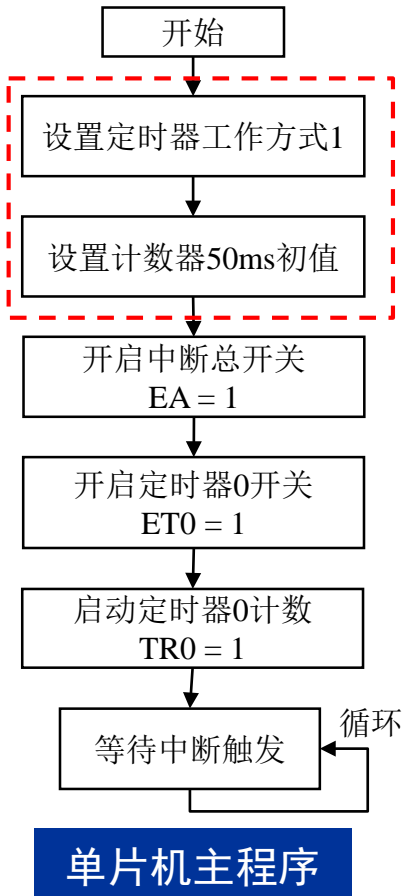 开始
设置定时器工作方式1
设置计数器50ms初值
开启中断总开关
EA = 1
开启定时器0开关
ET0 = 1
启动定时器0计数
TR0 = 1
循环
等待中断触发
单片机主程序